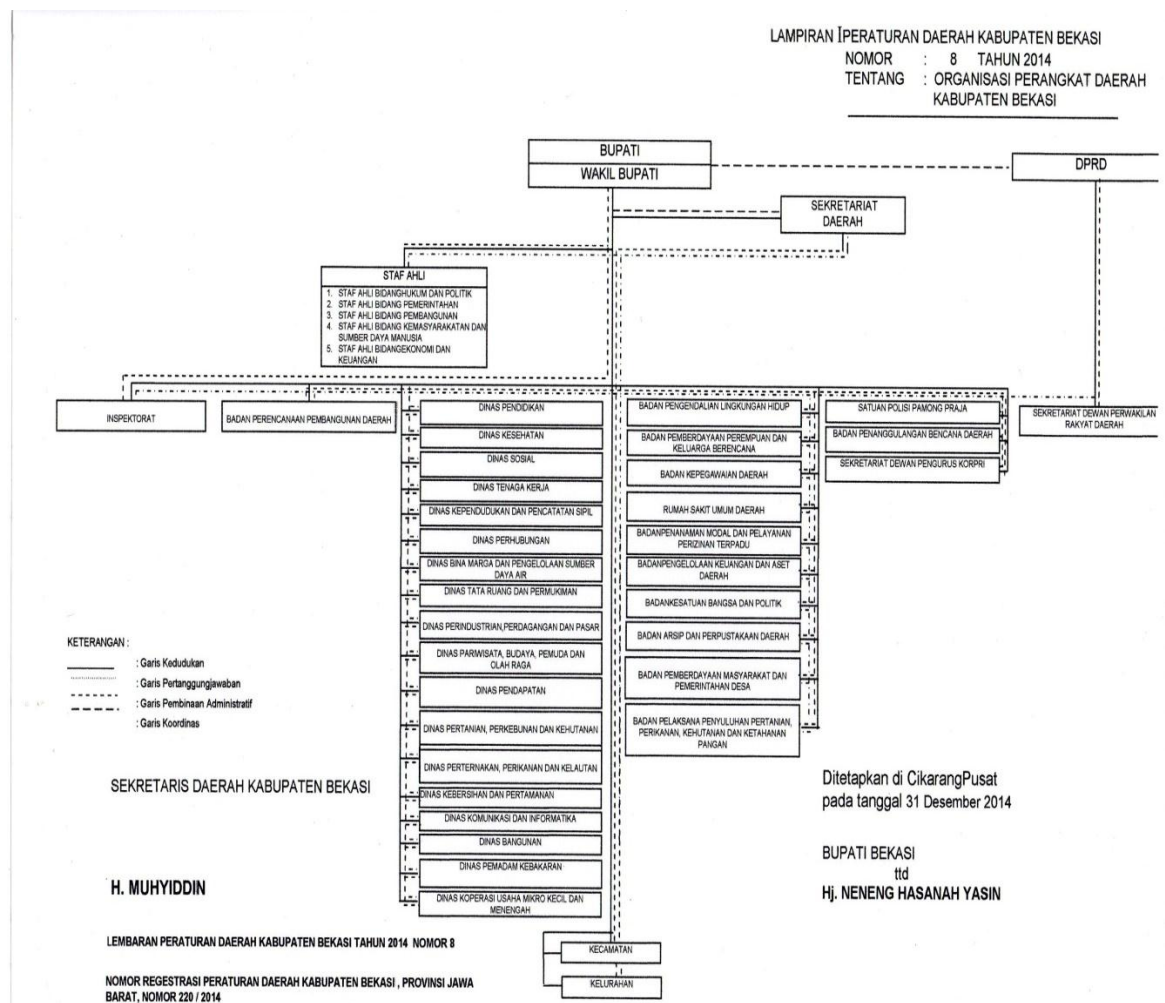 LAMPIRAN I PERATURAN DAERAH KABUPATEN BEKASI
NOMOR : 8 TAHUN 2014
TENTANG : ORGANISASI PERANGKAT DAERAH
KABUPATEN BEKASI
BUPATI
WAKIL BUPATI
DPRD
SEKRETARIAT
DAERAH
STAF AHLI
1. STAF AHLI BIDANGHUKUM DAN POLITIK
2. STAF AHLI BIDANG PEMERINTAHAN
3. STAF AHLI BIDANG PEMBANGUNAN
4. STAF AHLI BIDANG KEMASYARAKATAN DAN
SUMBER DAYA MANUSIA
5. STAF AHLI BIDANGEKONOMI DAN
KEUANGAN
INSPEKTORAT
BADAN PERENCANAAN PEMBANGUNAN DAERAH
DINAS PENDIDIKAN
DINAS KESEHATAN
DINAS SOSIAL
DINAS TENAGA KERJA
DINAS KEPENDUDUKAN DAN PENCATATAN SIPIL
DINAS PERHUBUNGAN
DINAS BINA MARGA DAN PENGELOLAAN SUMBER
DAYA AIR
DINAS TATA RUANG DAN PERMUKIMAN
DINAS PERINDUSTRIAN,PERDAGANGAN DAN PASAR
DINAS PARIWISATA, BUDAYA, PEMUDA DAN
OLAH RAGA
DINAS PENDAPATAN
DINAS PERTANIAN, PERKEBUNAN DAN KEHUTANAN
DINAS PERTERNAKAN, PERIKANAN DAN KELAUTAN
DINAS KEBERSIHAN DAN PERTAMANAN
DINAS KOMUNIKASI DAN INFORMATIKA
DINAS BANGUNAN
DINAS PEMADAM KEBAKARAN
DINAS KOPERASI USAHA MIKRO KECIL DAN
MENENGAH
BADAN PENGENDALIAN LINGKUNGAN HIDUP
BADAN PEMBERDAYAAN PEREMPUAN DAN
KELUARGA BERENCANA
BADAN KEPEGAWAIAN DAERAH
RUMAH SAKIT UMUM DAERAH
BADANPENANAMAN MODAL DAN PELAYANAN
PERIZINAN TERPADU
BADANPENGELOLAAN KEUANGAN DAN ASET
DAERAH
BADANKESATUAN BANGSA DAN POLITIK
BADAN ARSIP DAN PERPUSTAKAAN DAERAH
BADAN PEMBERDAYAAN MASYARAKAT DAN
PEMERINTAHAN DESA
BADAN PELAKSANA PENYULUHAN PERTANIAN,
PERIKANAN, KEHUTANAN DAN KETAHANAN
PANGAN
SATUAN POLISI PAMONG PRAJA
BADAN PENANGGULANGAN BENCANA DAERAH
SEKRETARIAT DEWAN PENGURUS KORPRI
SEKRETARIAT DEWAN PERWAKILAN
RAKYAT DAERAH
KECAMATAN
KELURAHAN
KETERANGAN :
: Garis Kedudukan
: Garis Pertanggungjawaban
: Garis Pembinaan Administratif
: Garis Koordinas
SEKRETARIS DAERAH KABUPATEN BEKASI
H. MUHYIDDIN
Ditetapkan di CikarangPusat
pada tanggal 31 Desember 2014
BUPATI BEKASI
ttd
Hj. NENENG HASANAH YASIN
LEMBARAN PERATURAN DAERAH KABUPATEN BEKASI TAHUN 2014 NOMOR 8
NOMOR REGESTRASI PERATURAN DAERAH KABUPATEN BEKASI , PROVINSI JAWA
BARAT, NOMOR 220 / 2014